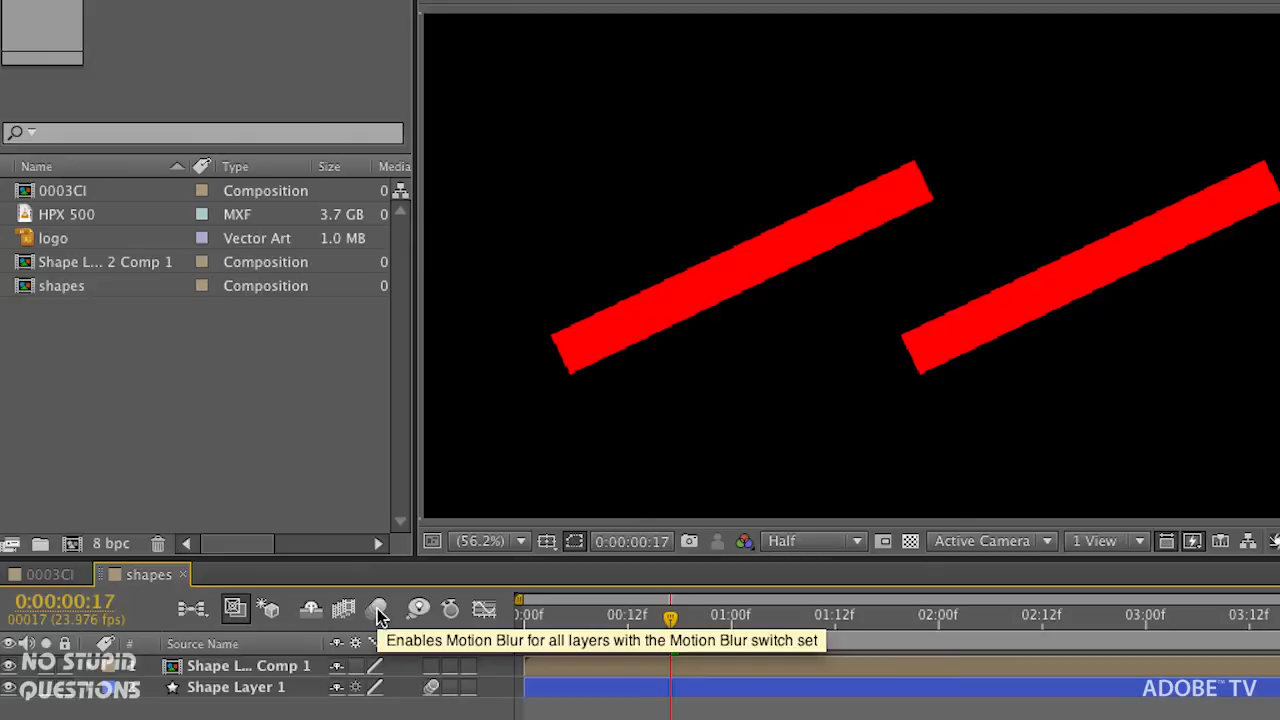 Name Type Size Media
0003CI Composition 0
HPX 500 MXF 3.7 GB 0
logo Vector Art 1.0 MB 0
Shape L... 2 Comp 1 Composition 0
shapes Composition 0
8 bpc
(56.2%) 0:00:00:17 Half Active Camera 1 View
0003CI shapes
0:00:00:17
00017 (23.976 fps)
:00f 00:12f 01:00f 01:12f 02:00f 02:12f 03:00f 03:12f
Enables Motion Blur for all layers with the Motion Blur switch set
# Source Name
Shape L... Comp 1
Shape Layer 1
NO STUPID
QUESTIONS
ADOBE™ TV